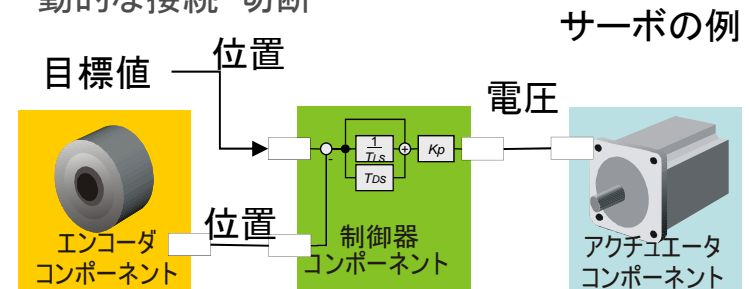 動的な接続・切断
サーボの例
目標値
位置
電圧
1
TI.s
TDs
Kp
-
+
位置
エンコーダ
コンポーネント
制御器
コンポーネント
アクチュエータ
コンポーネント